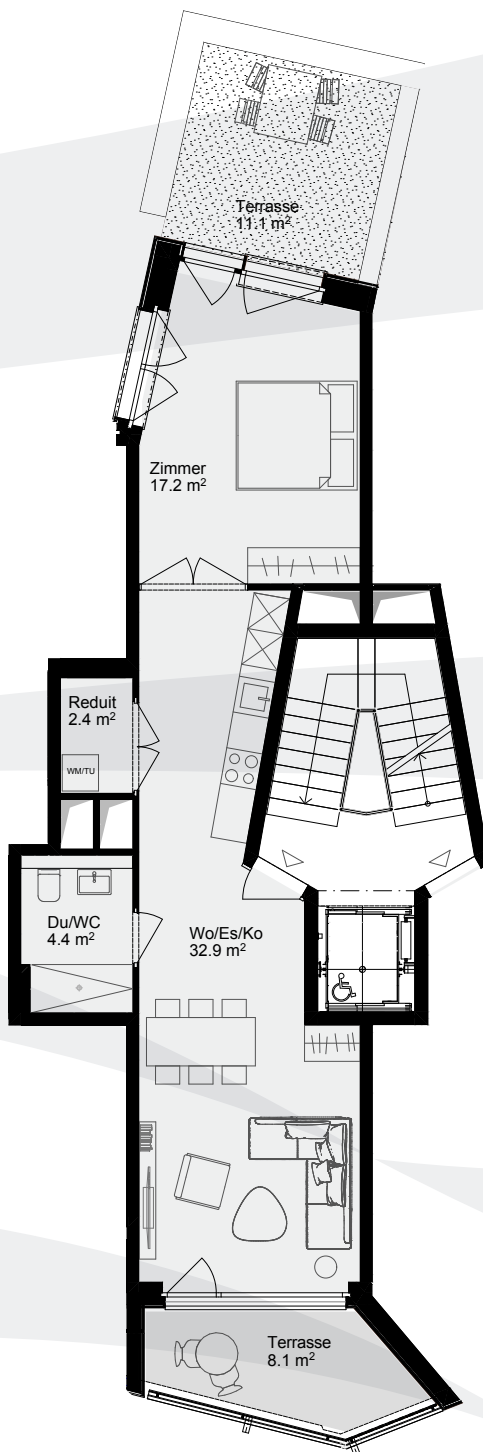 Terrasse
11.1 m²
Zimmer
17.2 m²
Reduit
2.4 m²
WM/TU
Du/WC
4.4 m²
Wo/Es/Ko
32.9 m²
Terrasse
8.1 m²